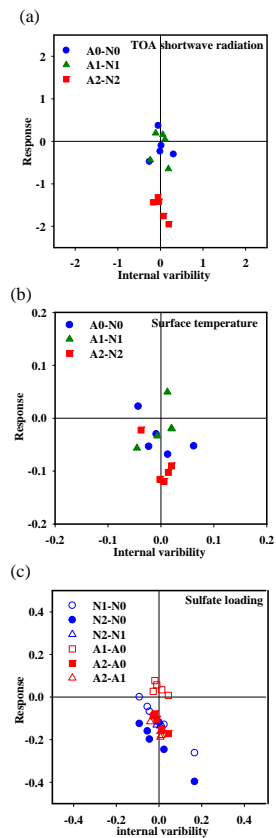 (a)
TOA shortwave radiation
A0-N0
A1-N1
A2-N2
2
1
0
-1
-2
Response
-2 -1 0 1 2
Internal varibility
(b)
0.2
Surface temperature
A0-N0
A1-N1
A2-N2
0.1
0.0
-0.1
-0.2
Response
-0.2 -0.1 0.0 0.1 0.2
Internal varibility
(c)
Sulfate loading
N1-N0
N2-N0
N2-N1
A1-A0
A2-A0
A2-A1
0.4
0.2
0.0
-0.2
-0.4
Response
-0.4 -0.2 0.0 0.2 0.4
internal varibility